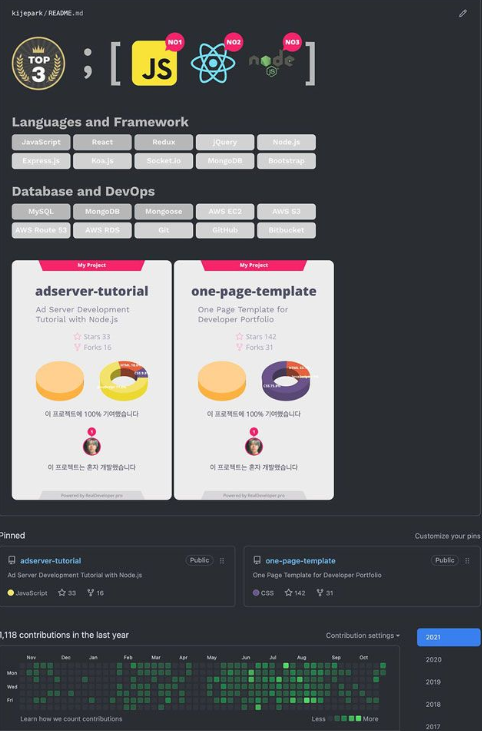 kijepark / README.md
TOP
3
; [ JS NO1 NO2 node JS NO3 ]
Languages and Framework
JavaScript React Redux jQuery Node.js
Express.js Koa.js Socket.io MongoDB Bootstrap
Database and DevOps
MySQL MongoDB Mongoose AWS EC2 AWS S3
AWS Route 53 AWS RDS Git GitHub Bitbucket
My Project
adserver-tutorial
Ad Server Development
Tutorial with Node.js
Stars 33
Forks 16
이 프로젝트에 100% 기여했습니다
1
이 프로젝트는 혼자 개발했습니다
Powered by RealDeveloper.pro
My Project
one-page-template
One Page Template for
Developer Portfolio
Stars 142
Forks 31
이 프로젝트에 100% 기여했습니다
1
이 프로젝트는 혼자 개발했습니다
Powered by RealDeveloper.pro
Pinned Customize your pins
adserver-tutorial Public
Ad Server Development Tutorial with Node.js
JavaScript 33 16
one-page-template Public
One Page Template for Developer Portfolio
CSS 142 31
1,118 contributions in the last year Contribution settings
Nov Dec Jan Feb Mar Apr May Jun Jul Aug Sep Oct
Mon
Wed
Fri
Learn how we count contributions Less More
2021
2020
2019
2018
2017